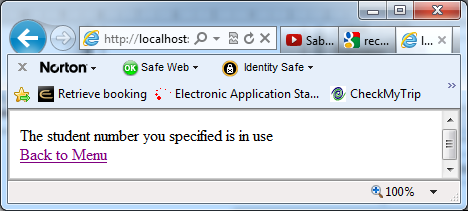 http://localhost:
Sab...
rec...
Norton
Safe Web
Identity Safe
Retrieve booking
Electronic Application Sta...
CheckMyTrip
The student number you specified is in use
Back to Menu
100%